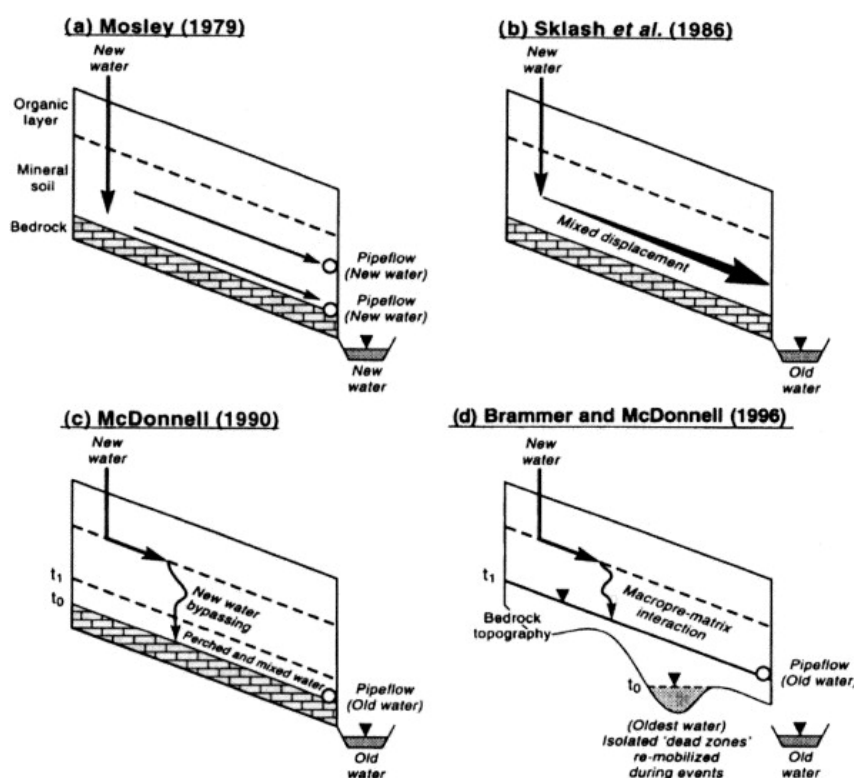 (a) Mosley (1979)
New
water
Organic
layer
Mineral
soil
Bedrock
Pipeflow
(New water)
Pipeflow
(New water)
New
water
(b) Sklash et al. (1986)
New
water
Mixed displacement
Old
water
(c) McDonnell (1990)
New
water
t1
t0
New water
bypassing
Perched and mixed water
Pipeflow
(Old water)
Old
water
(d) Brammer and McDonnell (1996)
New
water
t1
Macropre-matrix
interaction
Bedrock
topography
Pipeflow
(Old water)
t0
(Oldest water)
Isolated 'dead zones'
re-mobilized
during events
Old
water